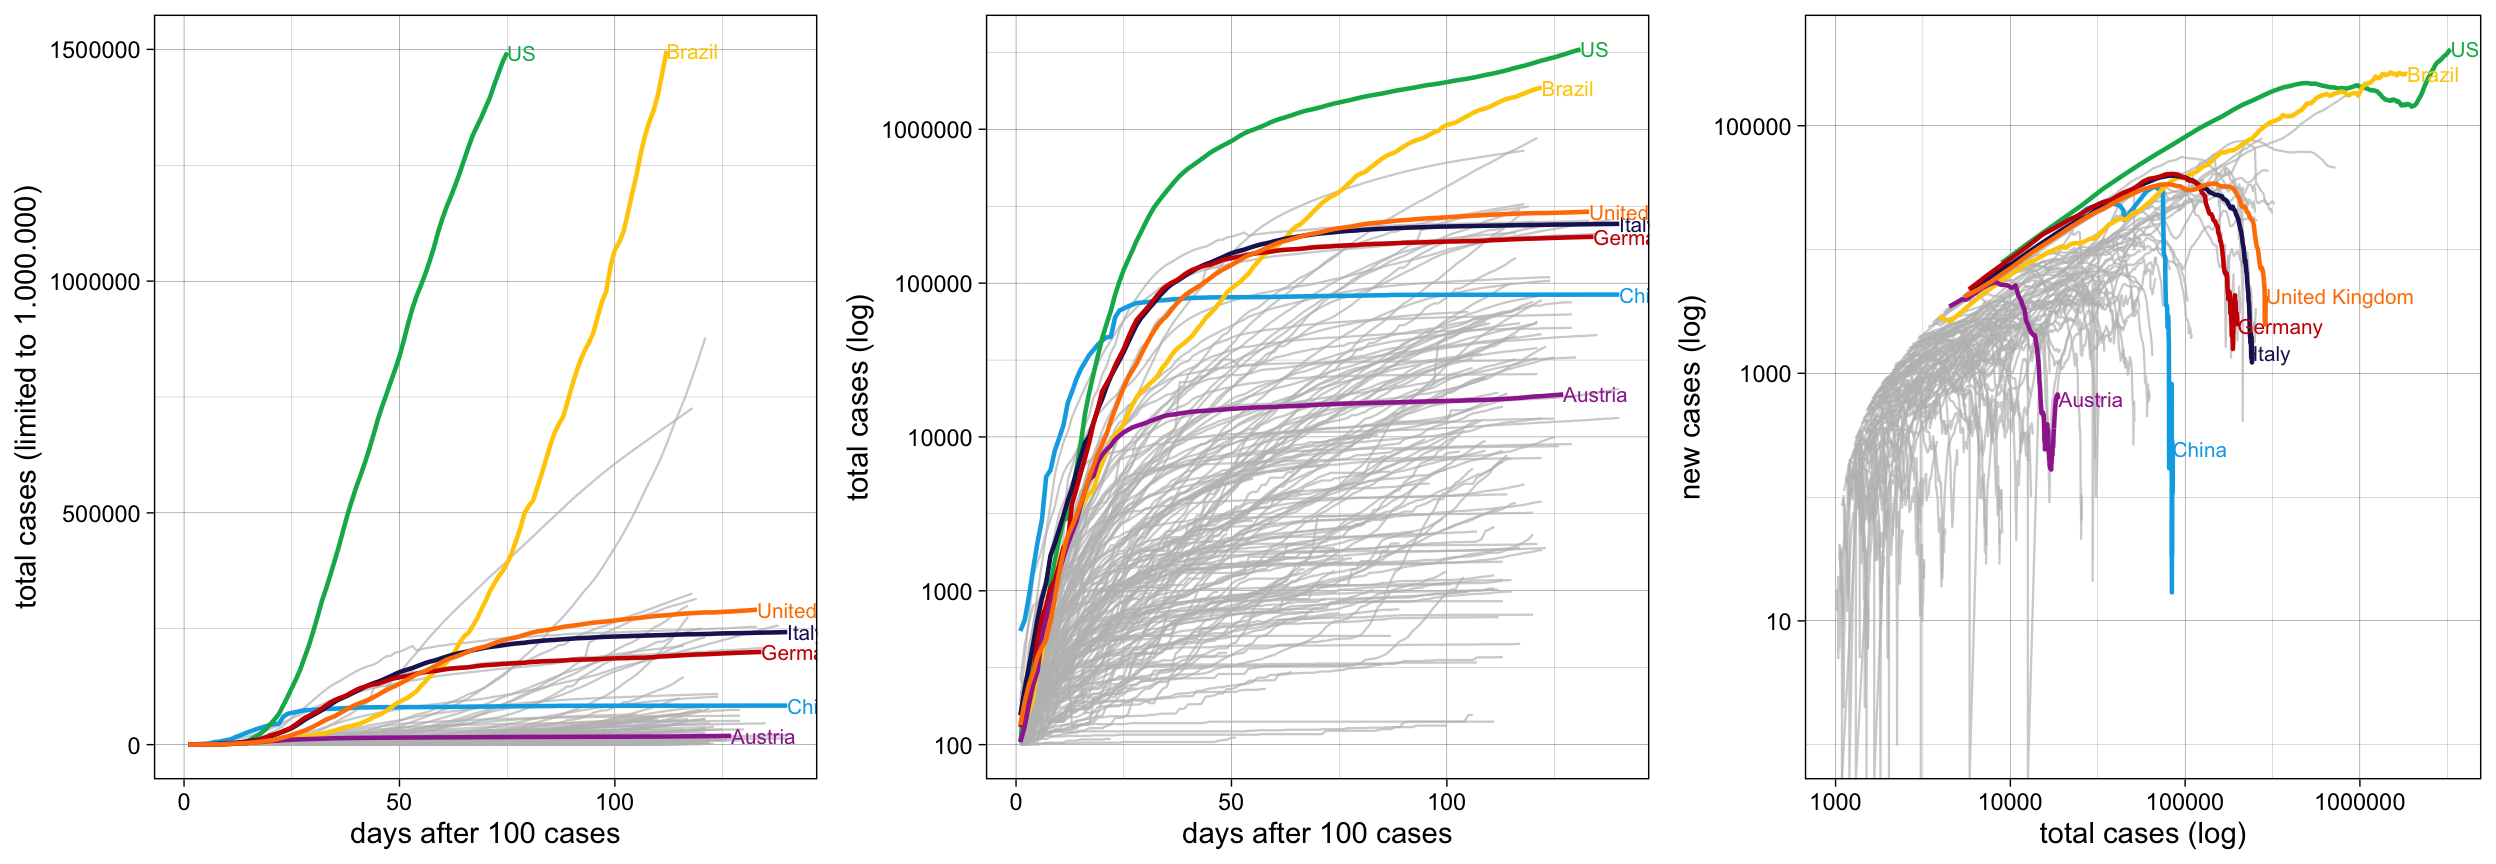 total cases (limited to 1.000.000)
1500000
1000000
500000
0
US
Brazil
United
Italy
Germa
Chi
Austria
0
50
100
days after 100 cases
total cases (log)
1000000
100000
10000
1000
100
US
Brazil
United
Italy
Germa
Chi
Austria
0
50
100
days after 100 cases
new cases (log)
100000
1000
10
US
Brazil
United Kingdom
Germany
Italy
Austria
China
1000
10000
100000
1000000
total cases (log)